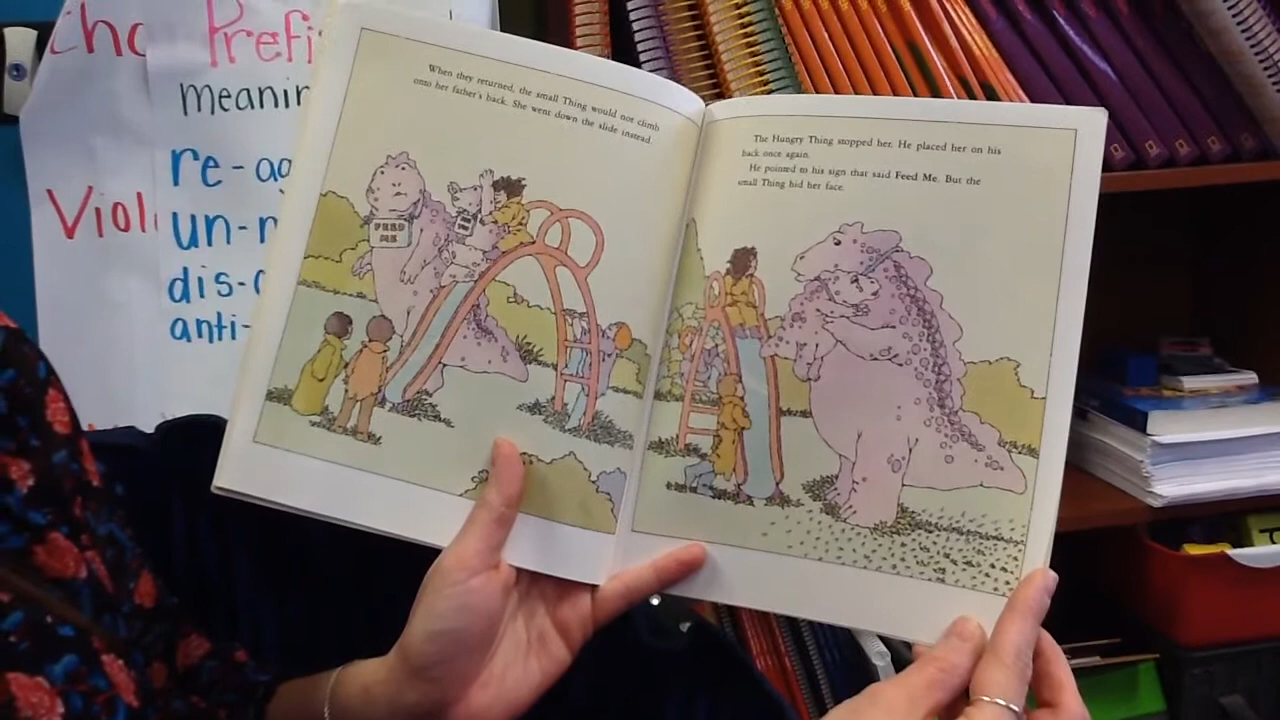 Prefi
meanin
re-ag
un-n
dis-
anti-
Viol
When they returned, the small Thing would not climb
onto her father's back. She went down the slide instead.
FEED
ME
The Hungry Thing stopped her. He placed her on his
back once again.
He pointed to his sign that said Feed Me. But the
small Thing hid her face.